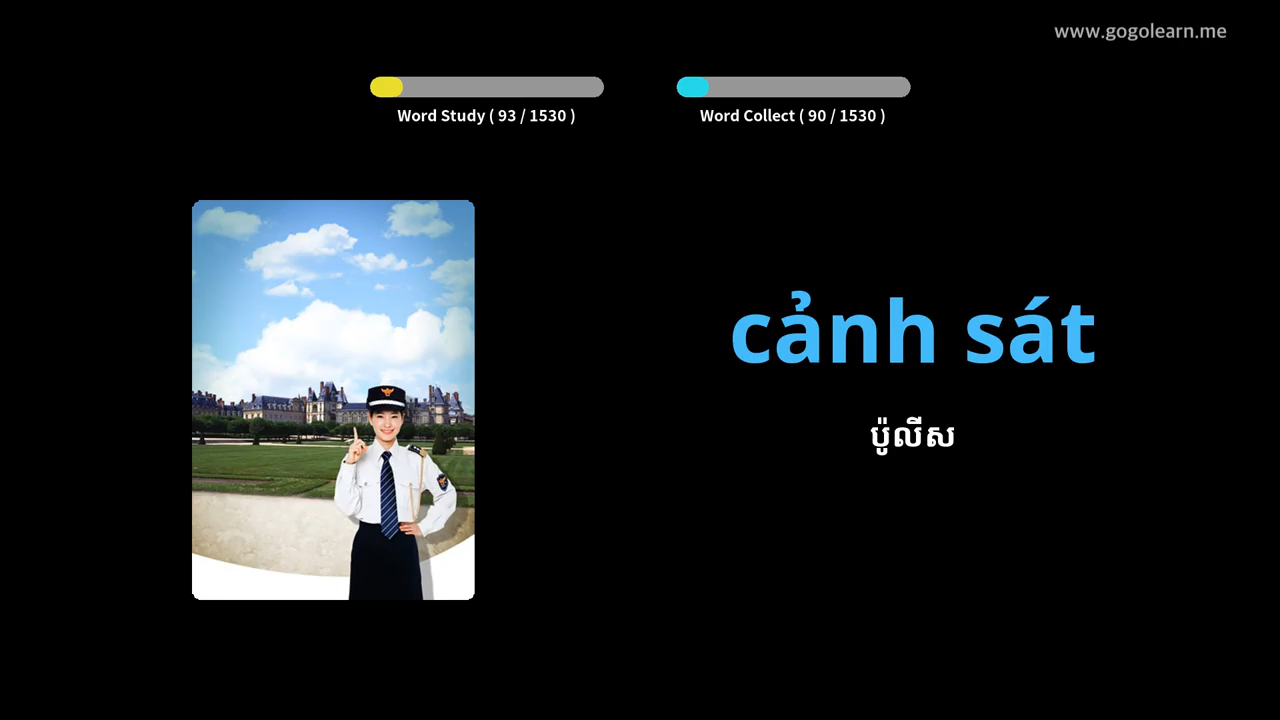 www.gogolearn.me
Word Study ( 93 / 1530 )
Word Collect ( 90 / 1530 )
cảnh sát
ប៉ូលីស